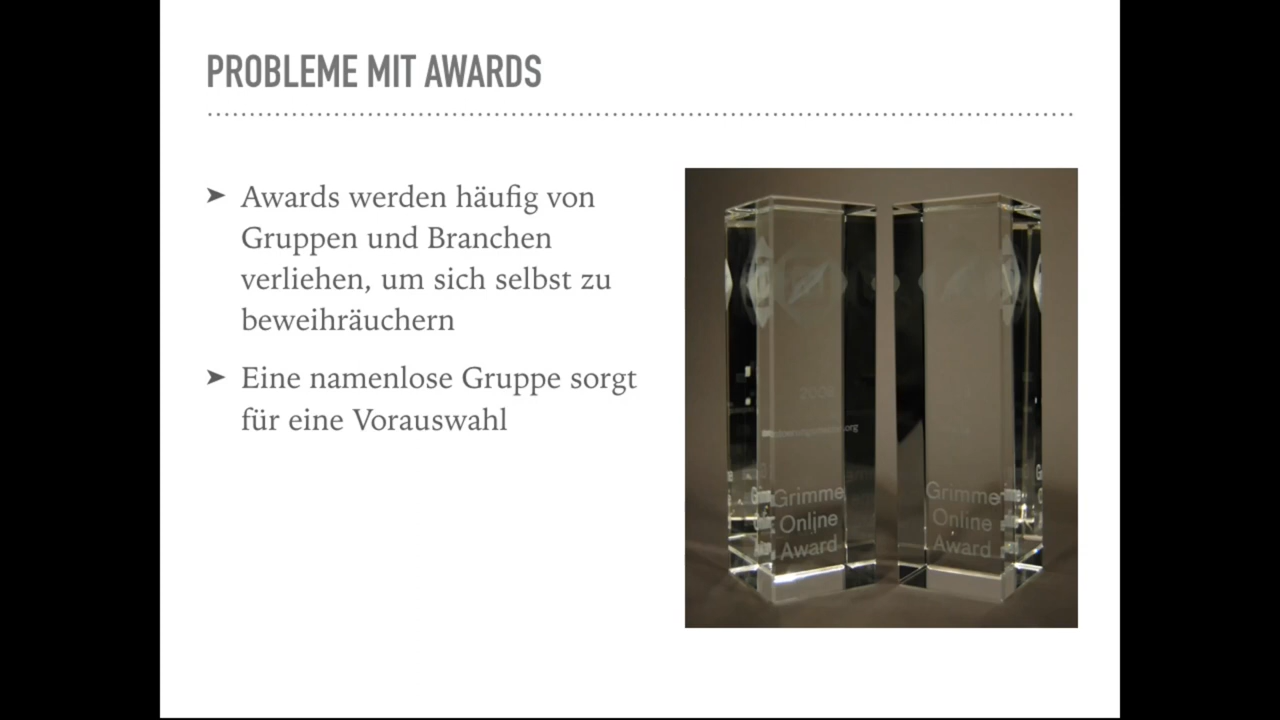 PROBLEME MIT AWARDS
➤ Awards werden häufig von
Gruppen und Branchen
verliehen, um sich selbst zu
beweihräuchern
➤ Eine namenlose Gruppe sorgt
für eine Vorauswahl
Grimme
Online
Award
Grimme
Online
Award